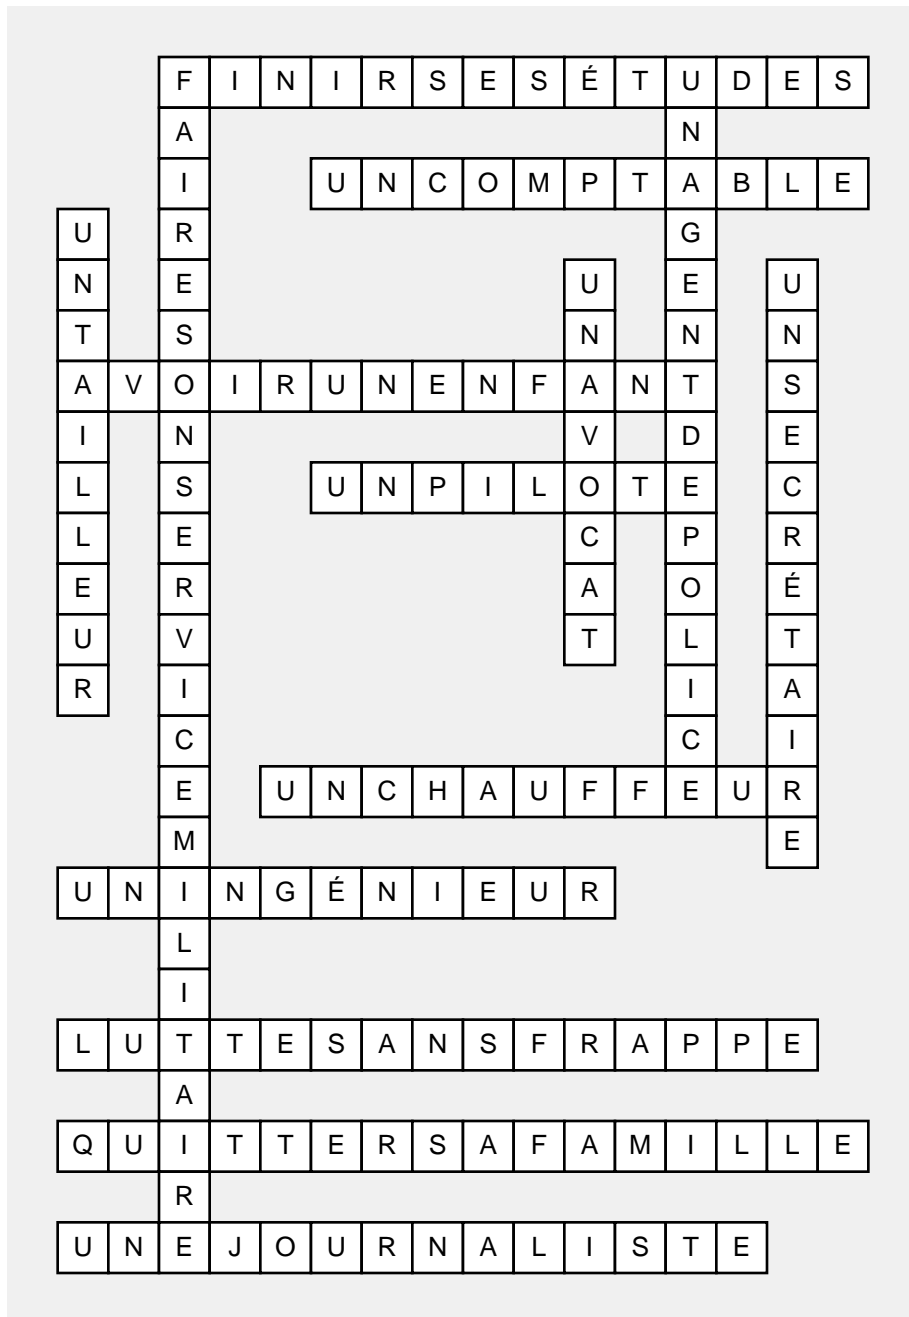 FINIRSESÉTUDES
UNCOMPTABLE
AVOIRUNENFANT
UNPILOTE
UNCHAUFFEUR
UNINGÉNIEUR
LUTTESANSFRAPPE
QUITTERSAFAMILLE
UNEJOURNALISTE
FAIRESONSERVICEMILITAIRE
UNAGENTDEPOLICE
UNTAILLEUR
UNAVOCAT
UNSECRÉTAIRE